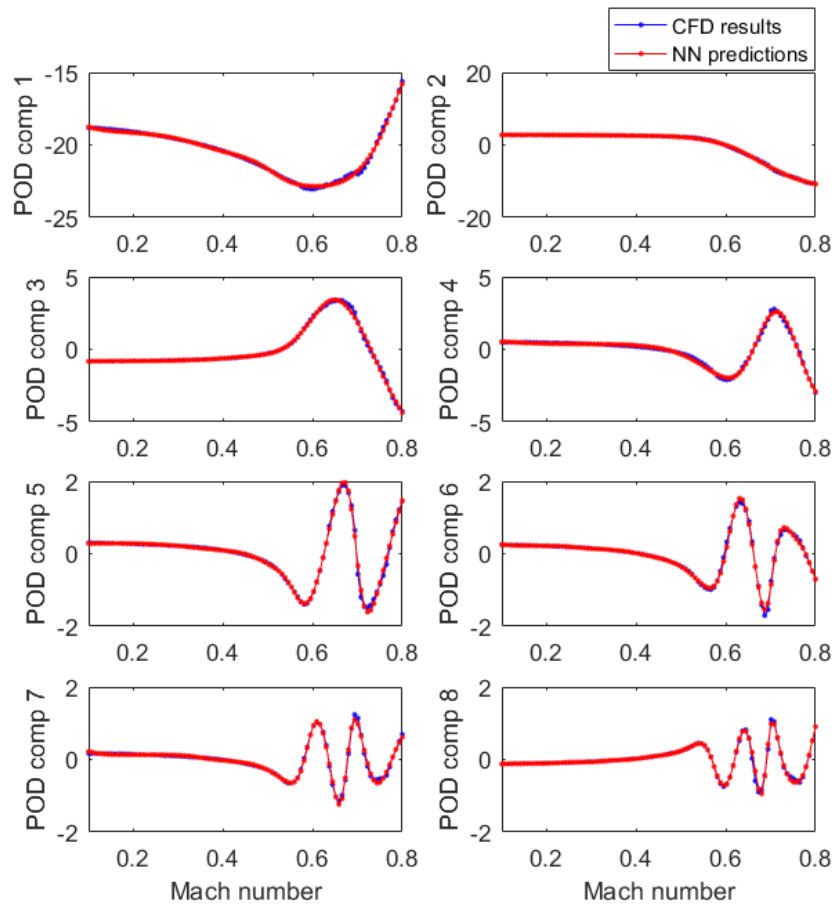 CFD results
NN predictions
-15
-20
-25
POD comp 1
0.2 0.4 0.6 0.8
20
0
-20
POD comp 2
0.2 0.4 0.6 0.8
5
0
-5
POD comp 3
0.2 0.4 0.6 0.8
5
0
-5
POD comp 4
0.2 0.4 0.6 0.8
2
0
-2
POD comp 5
0.2 0.4 0.6 0.8
2
0
-2
POD comp 6
0.2 0.4 0.6 0.8
2
0
-2
POD comp 7
0.2 0.4 0.6 0.8
Mach number
2
0
-2
POD comp 8
0.2 0.4 0.6 0.8
Mach number